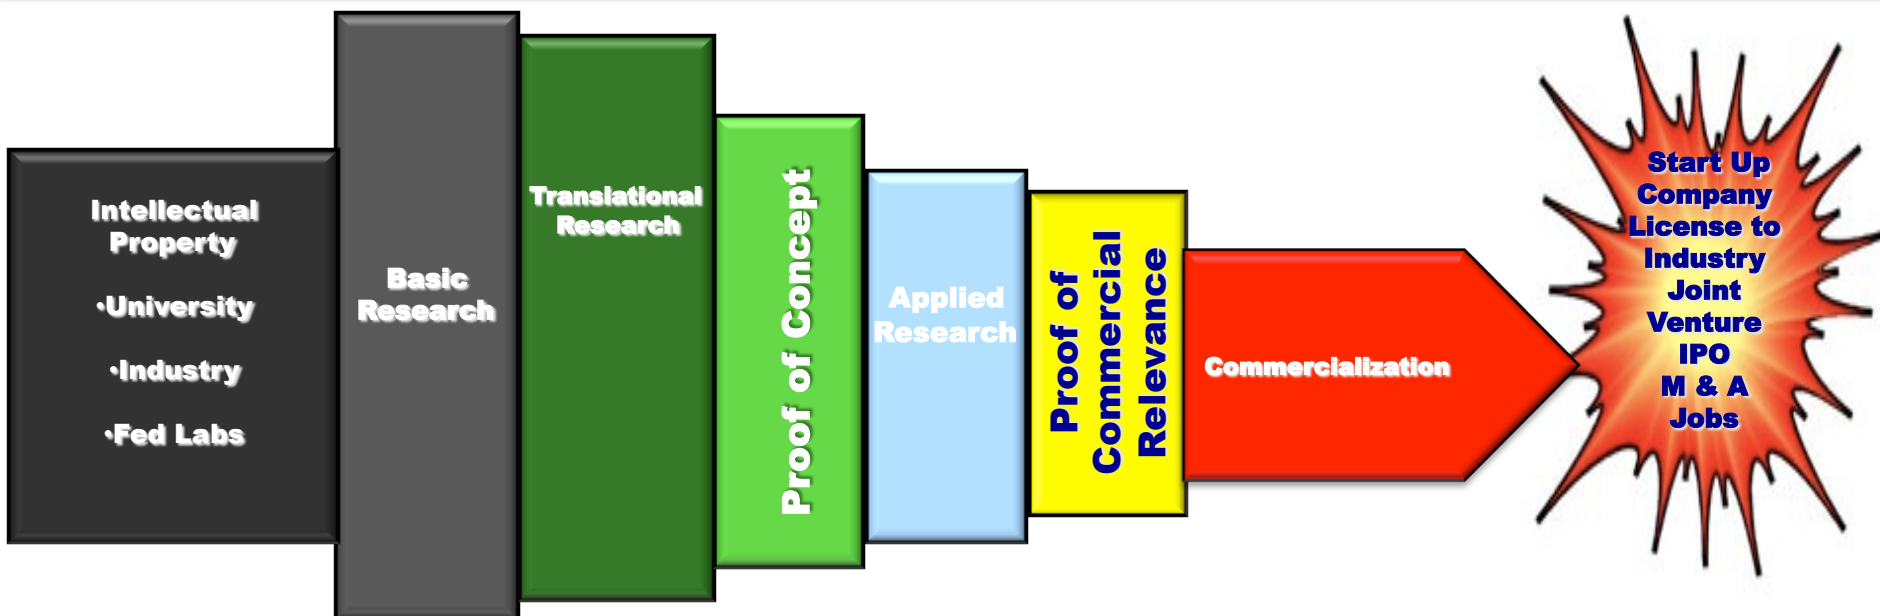 Intellectual
Property
•University
•Industry
•Fed Labs
Basic
Research
Translational
Research
Proof of Concept
Applied
Research
Proof of
Commercial
Relevance
Commercialization
Start Up
Company
License to
Industry
Joint
Venture
IPO
M & A
Jobs